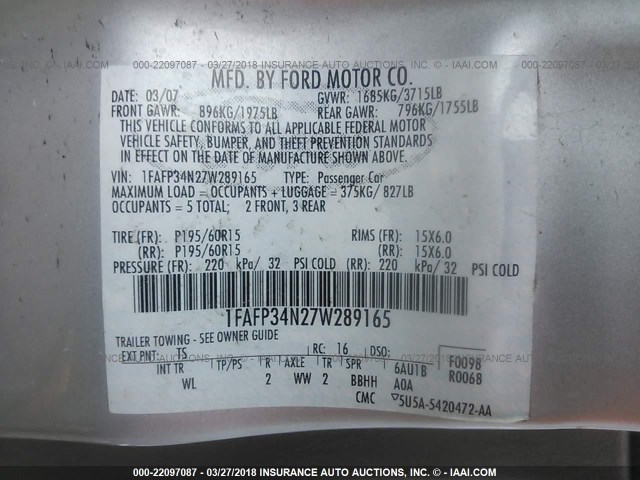 000-22097087 - 03/27/2018 INSURANCE AUTO AUCTIONS, INC. © - IAAI.COM
MFD. BY FORD MOTOR CO.
DATE: 03/07 GVWR: 1685KG/3715LB
FRONT GAWR: 896KG/1975LB REAR GAWR: 796KG/1755LB
THIS VEHICLE CONFORMS TO ALL APPLICABLE FEDERAL MOTOR
VEHICLE SAFETY, BUMPER, AND THEFT PREVENTION STANDARDS
IN EFFECT ON THE DATE OF MANUFACTURE SHOWN ABOVE.
VIN: 1FAFP34N27W289165 TYPE: Passenger Car
MAXIMUM LOAD = OCCUPANTS + LUGGAGE = 375KG/ 827LB
OCCUPANTS = 5 TOTAL; 2 FRONT, 3 REAR
TIRE (FR): P195/60R15 RIMS (FR): 15X6.0
(RR): P195/60R15 (RR): 15X6.0
PRESSURE (FR): 220 kPa/ 32 PSI COLD (RR) 220 kPa/ 32 PSI COLD
1FAFP34N27W289165
TRAILER TOWING - SEE OWNER GUIDE
EXT PNT: TS RC: 16 DSO: F0098
INT TR TP/PS R AXLE TR SPR 6AU1B R0068
WL 2 WW 2 BBHH A0A
CMC ▽5U5A-5420472-AA
000-22097087 - 03/27/2018 INSURANCE AUTO AUCTIONS, INC. © - IAAI.COM